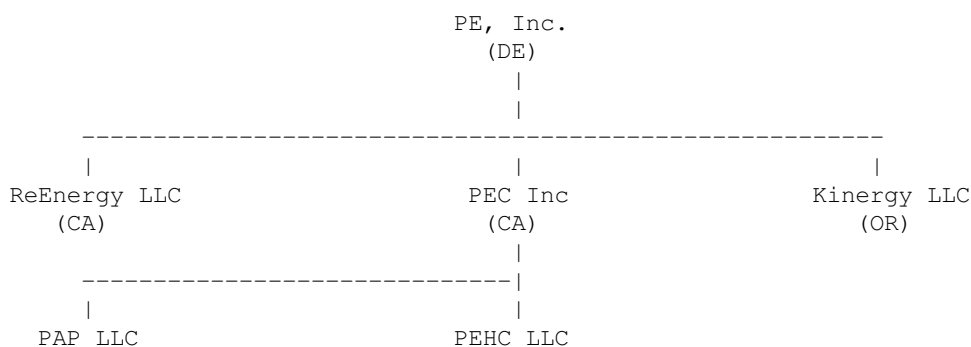 PE, Inc.
(DE)
ReEnergy LLC PEC Inc Kinergy LLC
(CA) (CA) (OR)
PAP LLC PEHC LLC